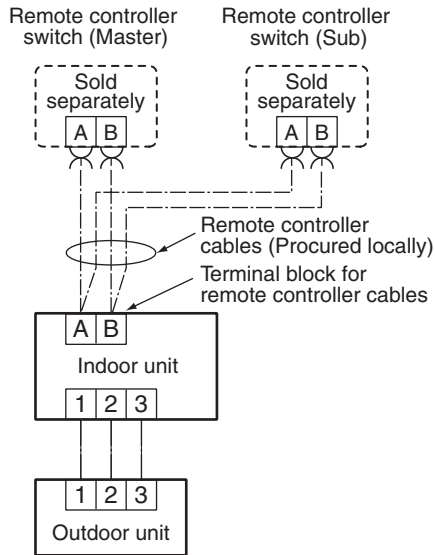 Remote controller
switch (Master)
Remote controller
switch (Sub)
Sold
separately
A B
Sold
separately
A B
Remote controller
cables (Procured locally)
Terminal block for
remote controller cables
A B
Indoor unit
1 2 3
1 2 3
Outdoor unit